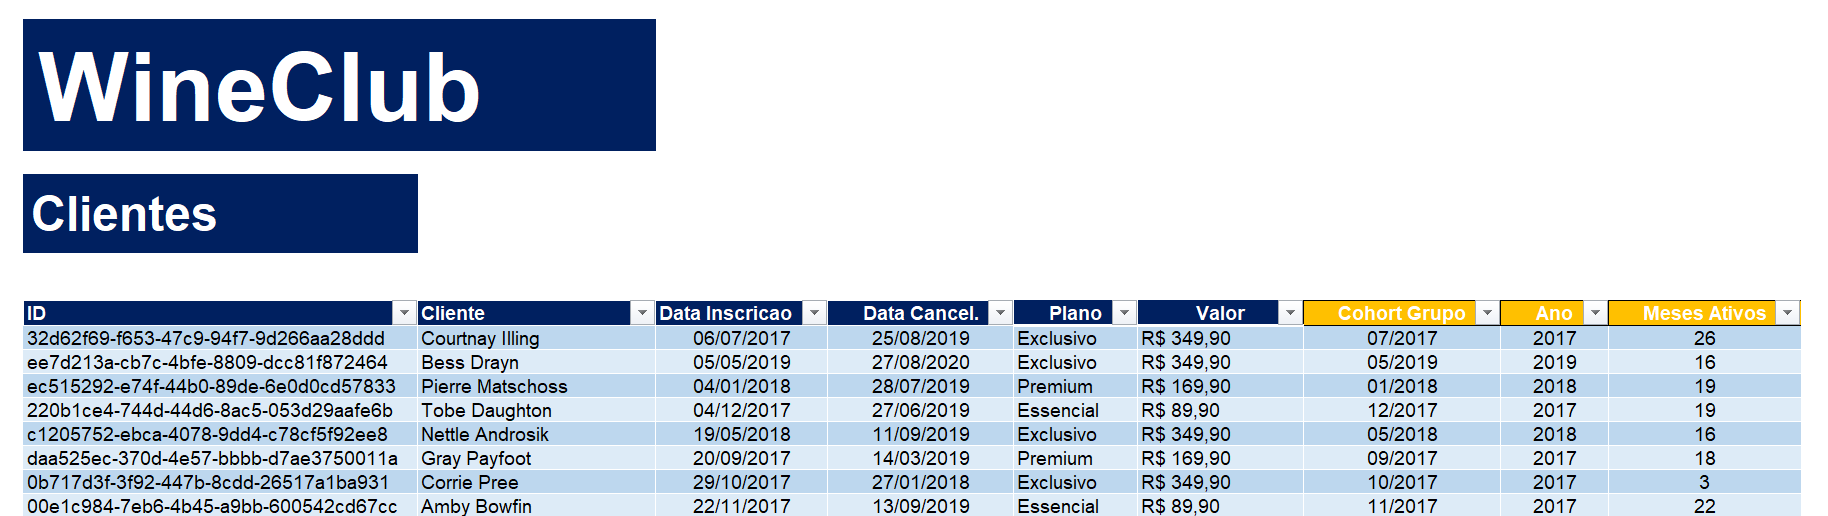 WineClub
Clientes
ID Cliente Data Inscricao Data Cancel. Plano Valor Cohort Grupo Ano Meses Ativos
32d62f69-f653-47c9-94f7-9d266aa28ddd Courtnay Illing 06/07/2017 25/08/2019 Exclusivo R$ 349,90 07/2017 2017 26
ee7d213a-cb7c-4bfe-8809-dcc81f872464 Bess Drayn 05/05/2019 27/08/2020 Exclusivo R$ 349,90 05/2019 2019 16
ec515292-e74f-44b0-89de-6e0d0cd57833 Pierre Matschoss 04/01/2018 28/07/2019 Premium R$ 169,90 01/2018 2018 19
220b1ce4-744d-44d6-8ac5-053d29aafe6b Tobe Daughton 04/12/2017 27/06/2019 Essencial R$ 89,90 12/2017 2017 19
c1205752-ebca-4078-9dd4-c78cf5f92ee8 Nettle Androsik 19/05/2018 11/09/2019 Exclusivo R$ 349,90 05/2018 2018 16
daa525ec-370d-4e57-bbbb-d7ae3750011a Gray Payfoot 20/09/2017 14/03/2019 Premium R$ 169,90 09/2017 2017 18
0b717d3f-3f92-447b-8cdd-26517a1ba931 Corrie Pree 29/10/2017 27/01/2018 Exclusivo R$ 349,90 10/2017 2017 3
00e1c984-7eb6-4b45-a9bb-600542cd67cc Amby Bowfin 22/11/2017 13/09/2019 Essencial R$ 89,90 11/2017 2017 22